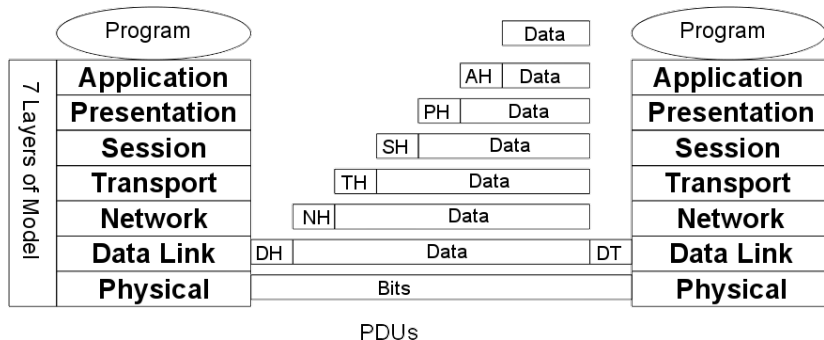 Program Data Program
7 Layers of Model
Application AH Data Application
Presentation PH Data Presentation
Session SH Data Session
Transport TH Data Transport
Network NH Data Network
Data Link DH Data DT Data Link
Physical Bits Physical
PDUs